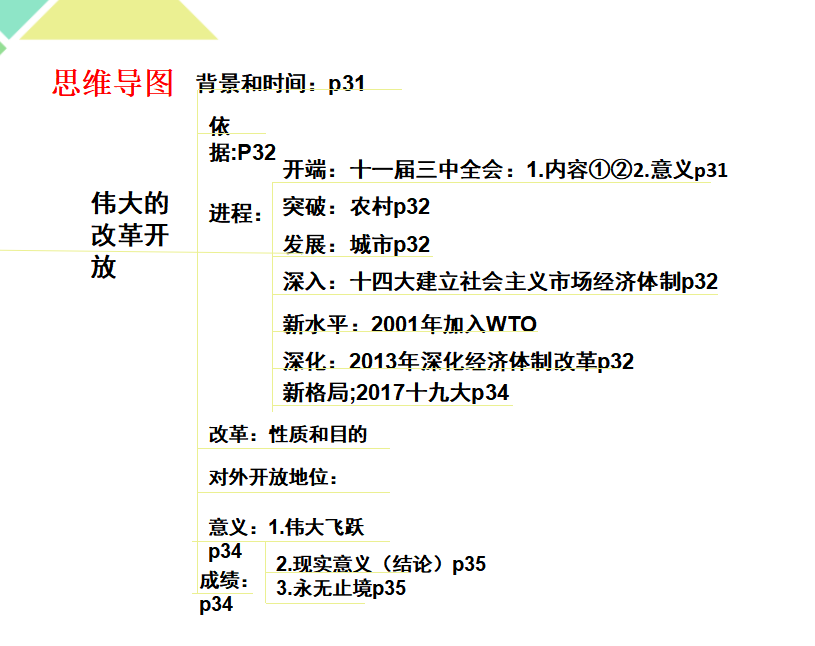 思维导图
背景和时间：p31
依
据:P32
开端：十一届三中全会：1.内容①②2.意义p31
伟大的
改革开
放
进程：
突破：农村p32
发展：城市p32
深入：十四大建立社会主义市场经济体制p32
新水平：2001年加入WTO
深化：2013年深化经济体制改革p32
新格局;2017十九大p34
改革：性质和目的
对外开放地位：
意义：1.伟大飞跃
p34
2.现实意义（结论）p35
成绩：
p34
3.永无止境p35